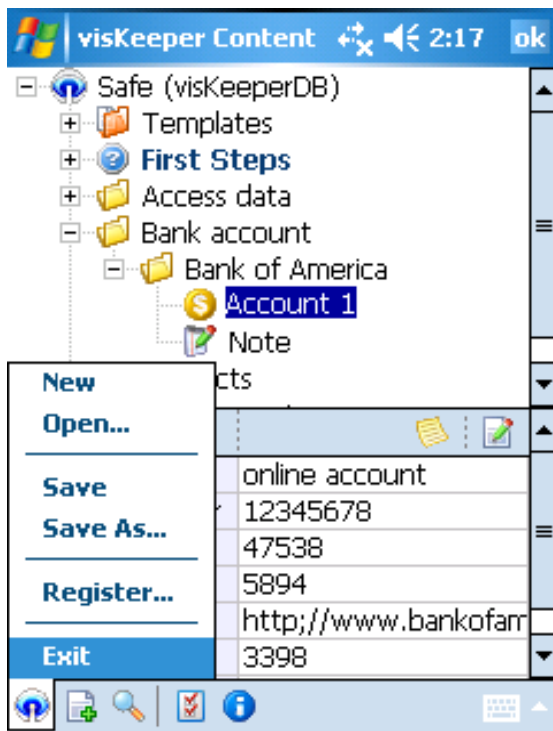 visKeeper Content 2:17 ok
Safe (visKeeperDB)
Templates
First Steps
Access data
Bank account
Bank of America
Account 1
Note
cts
New
Open...
Save
Save As...
Register...
Exit
online account
12345678
47538
5894
http;//www.bankofam
3398